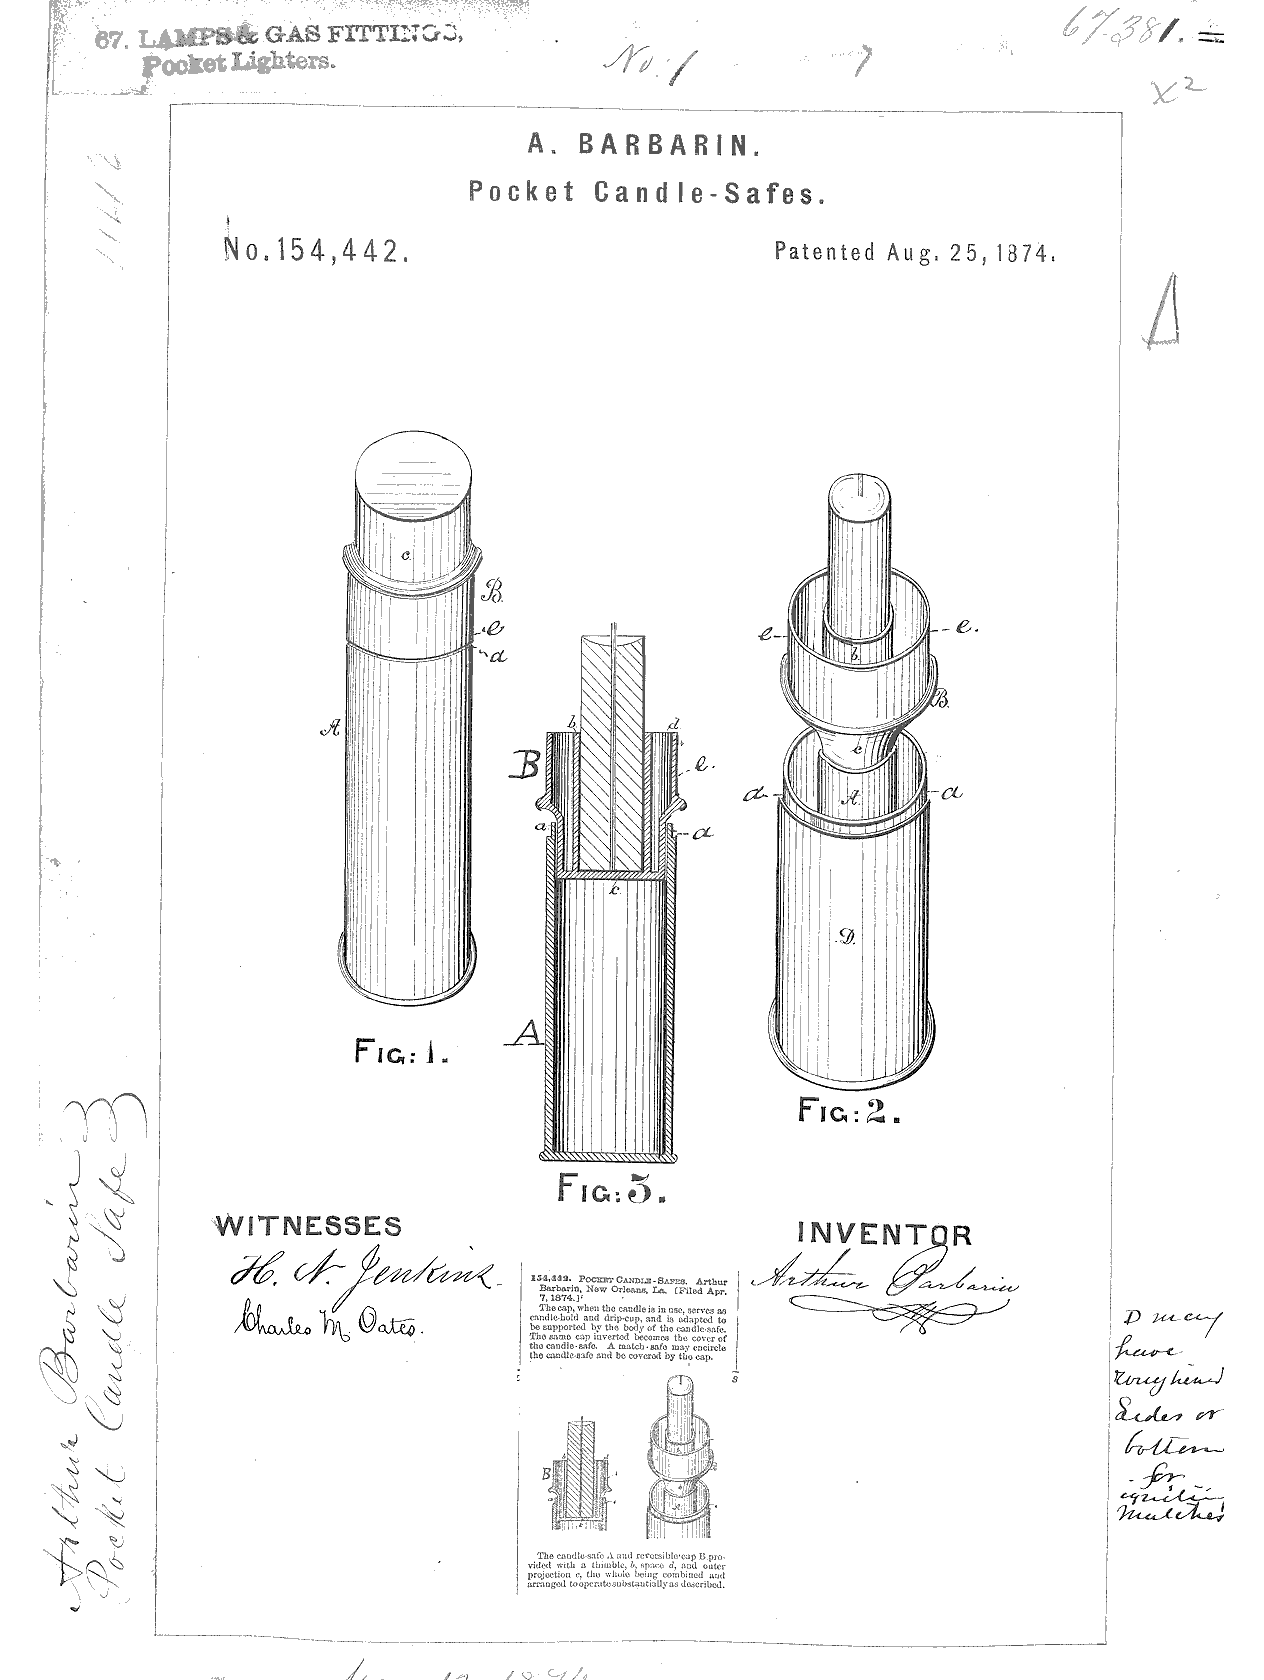 67. LAMPS & GAS FITTINGS,
Pocket Lighters.
No. 1
67-381.
X2
A. BARBARIN.
Pocket Candle-Safes.
No.154,442.
Patented Aug. 25, 1874.
c.
B.
e
d
A
Fig: 1.
b
d
B
e.
a
d
c.
A
Fig: 3.
e
e.
b.
B.
c
d
d
A.
D.
Fig: 2.
WITNESSES
H. N. Jenkins.
Charles M. Oates.
INVENTOR
Arthur Barbarin
154,442. POCKET CANDLE-SAFES. Arthur
Barbarin, New Orleans, La. [Filed Apr.
7, 1874.]
The cap, when the candle is in use, serves as
candle-hold and drip-cup, and is adapted to
be supported by the body of the candle-safe.
The same cap inverted becomes the cover of
the candle-safe. A match-safe may encircle
the candle-safe and be covered by the cap.
B
The candle-safe A and reversible cap B pro-
vided with a thimble, b, space d, and outer
projection e, the whole being combined and
arranged to operate substantially as described.
D may
have
roughened
Sides or
bottom
for
igniting
Matches
Arthur Barbarin
Pocket Candle Safe